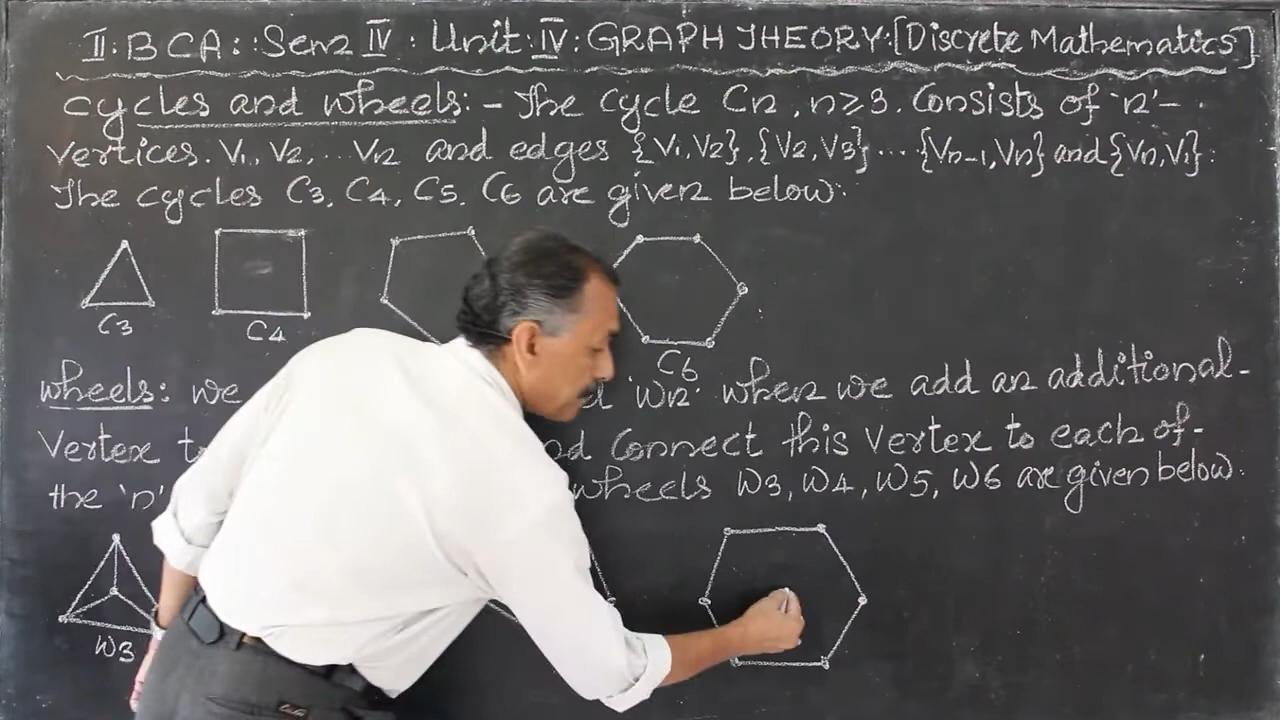 II : BCA : Sem IV : Unit : IV : GRAPH THEORY : [Discrete Mathematics]
Cycles and wheels : - The Cycle Cn, n ≥ 3. Consists of 'n' -
Vertices. V1, V2, ... Vn and edges {V1, V2}, {V2, V3} ... {Vn-1, Vn} and {Vn, V1}.
The cycles C3, C4, C5, C6 are given below :
C3 C4 C6
wheels : we 'Wn' when we add an additional -
Vertex and connect this Vertex to each of -
the 'n' wheels W3, W4, W5, W6 are given below :
W3